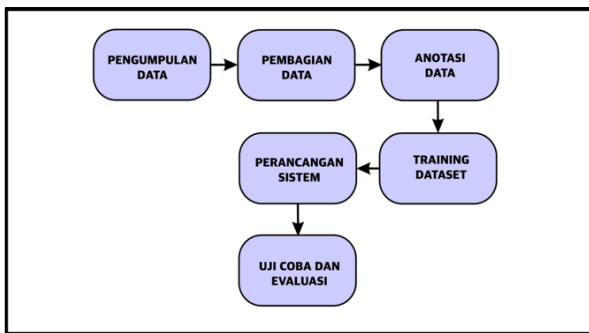 PENGUMPULAN
DATA
PEMBAGIAN
DATA
ANOTASI
DATA
TRAINING
DATASET
PERANCANGAN
SISTEM
UJI COBA DAN
EVALUASI